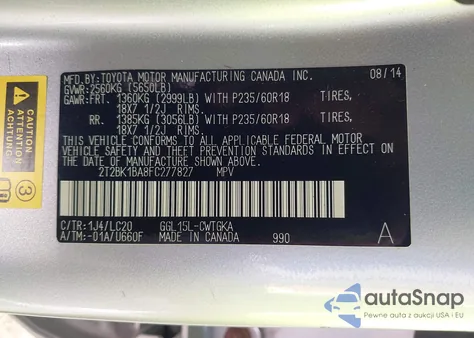 MFD. BY: TOYOTA MOTOR MANUFACTURING CANADA INC. 08/14
GVWR: 2560KG (5650LB)
GAWR: FRT. 1360KG (2999LB) WITH P235/60R18 TIRES,
18X7 1/2J RIMS,
RR. 1385KG (3056LB) WITH P235/60R18 TIRES,
18X7 1/2J RIMS,
THIS VEHICLE CONFORMS TO ALL APPLICABLE FEDERAL MOTOR
VEHICLE SAFETY AND THEFT PREVENTION STANDARDS IN EFFECT
ON THE DATE OF MANUFACTURE SHOWN ABOVE.
2T2BK1BA8FC277827 MPV
C/TR: 1J4/LC20 GGL15L-CWTGKA
A/TM: -01A/U660F MADE IN CANADA 990 A
CAUTION
ATTENTION
ACHTUNG
3
autoSnap
Pewne auta z aukcji USA i EU